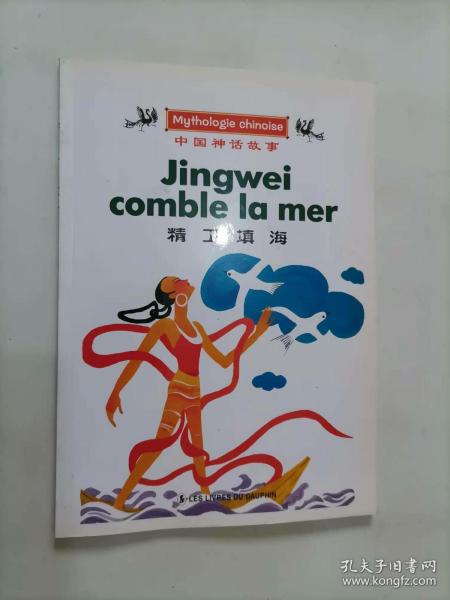 Mythologie chinoise
中国神话故事
Jingwei
comble la mer
精卫填海
LES LIVRES DU DAUPHIN
孔夫子旧书网
www.kongfz.com